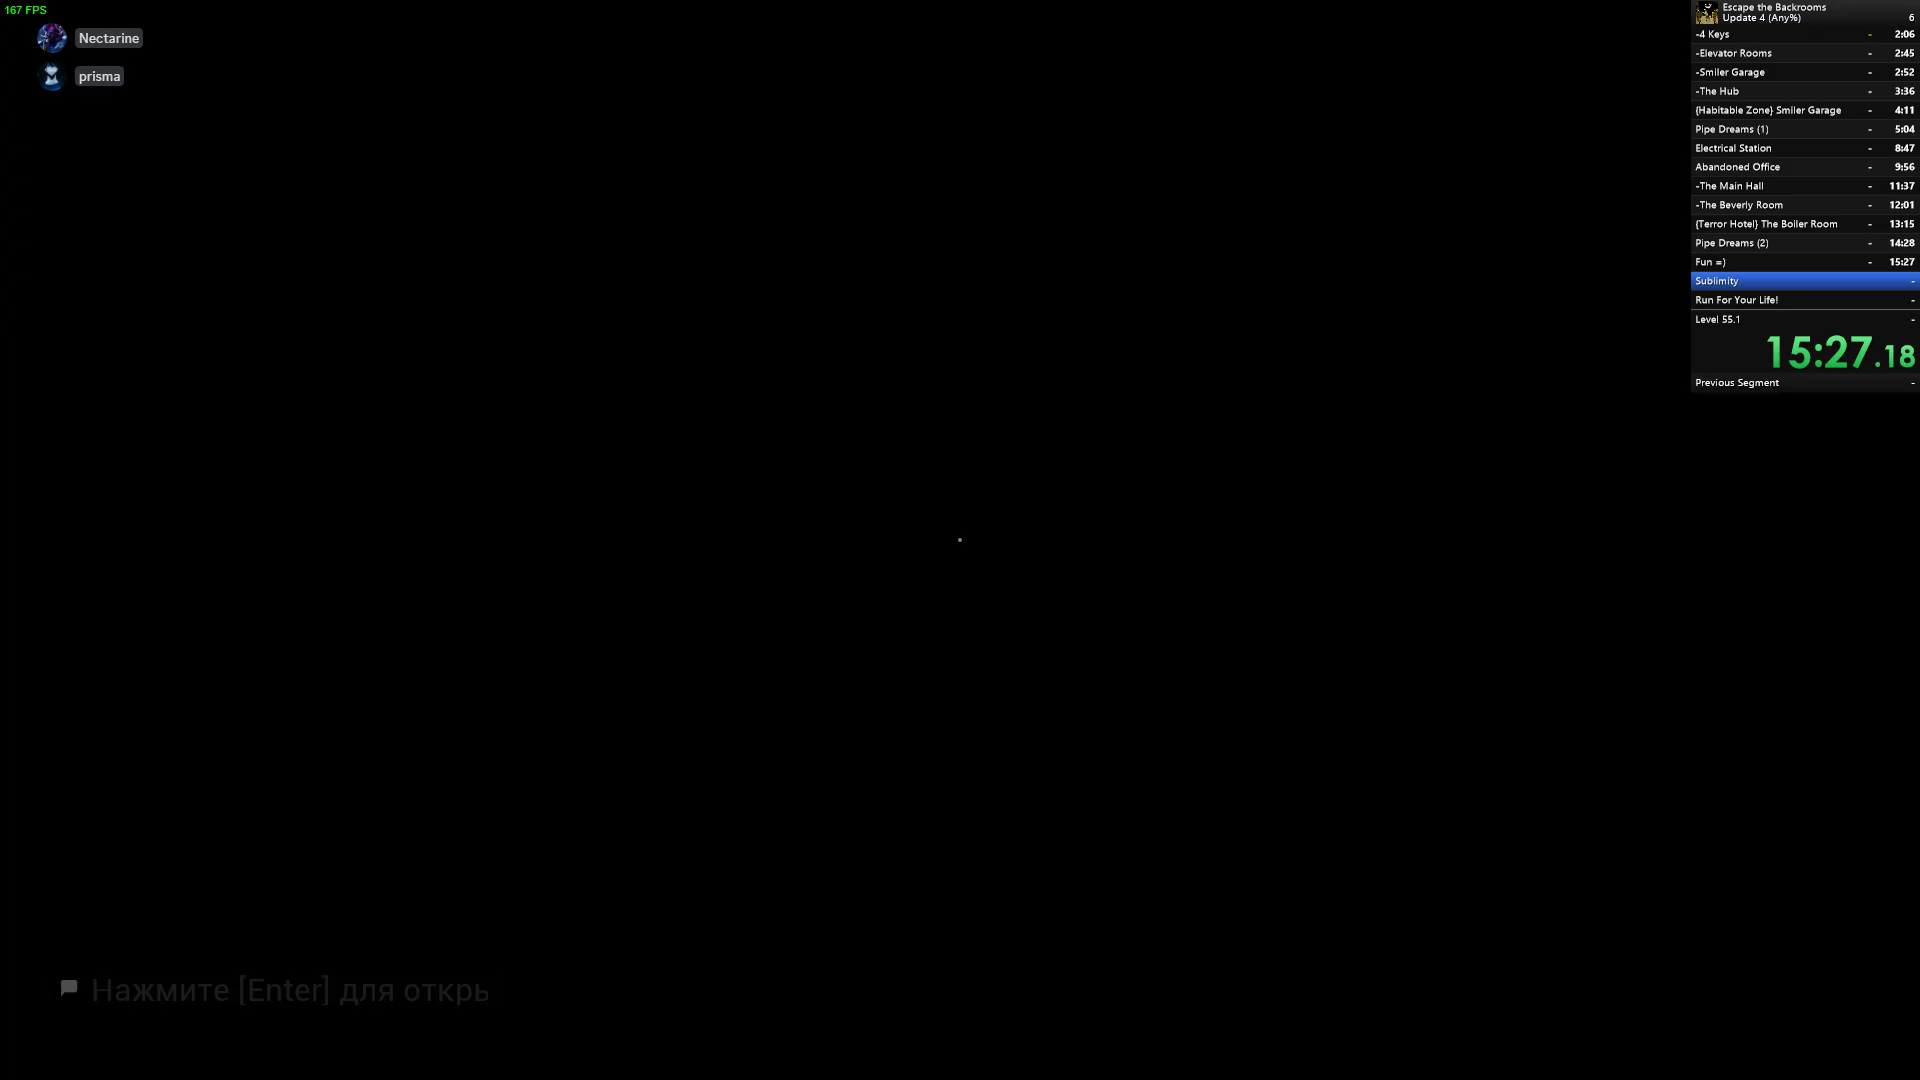 167 FPS
Nectarine
prisma
Escape the Backrooms
Update 4 (Any%)
6
-4 Keys - 2:06
-Elevator Rooms - 2:45
-Smiler Garage - 2:52
-The Hub - 3:36
{Habitable Zone} Smiler Garage - 4:11
Pipe Dreams (1) - 5:04
Electrical Station - 8:47
Abandoned Office - 9:56
-The Main Hall - 11:37
-The Beverly Room - 12:01
{Terror Hotel} The Boiler Room - 13:15
Pipe Dreams (2) - 14:28
Fun =) - 15:27
Sublimity -
Run For Your Life! -
Level 55.1 -
15:27.18
Previous Segment -
Нажмите [Enter] для откры